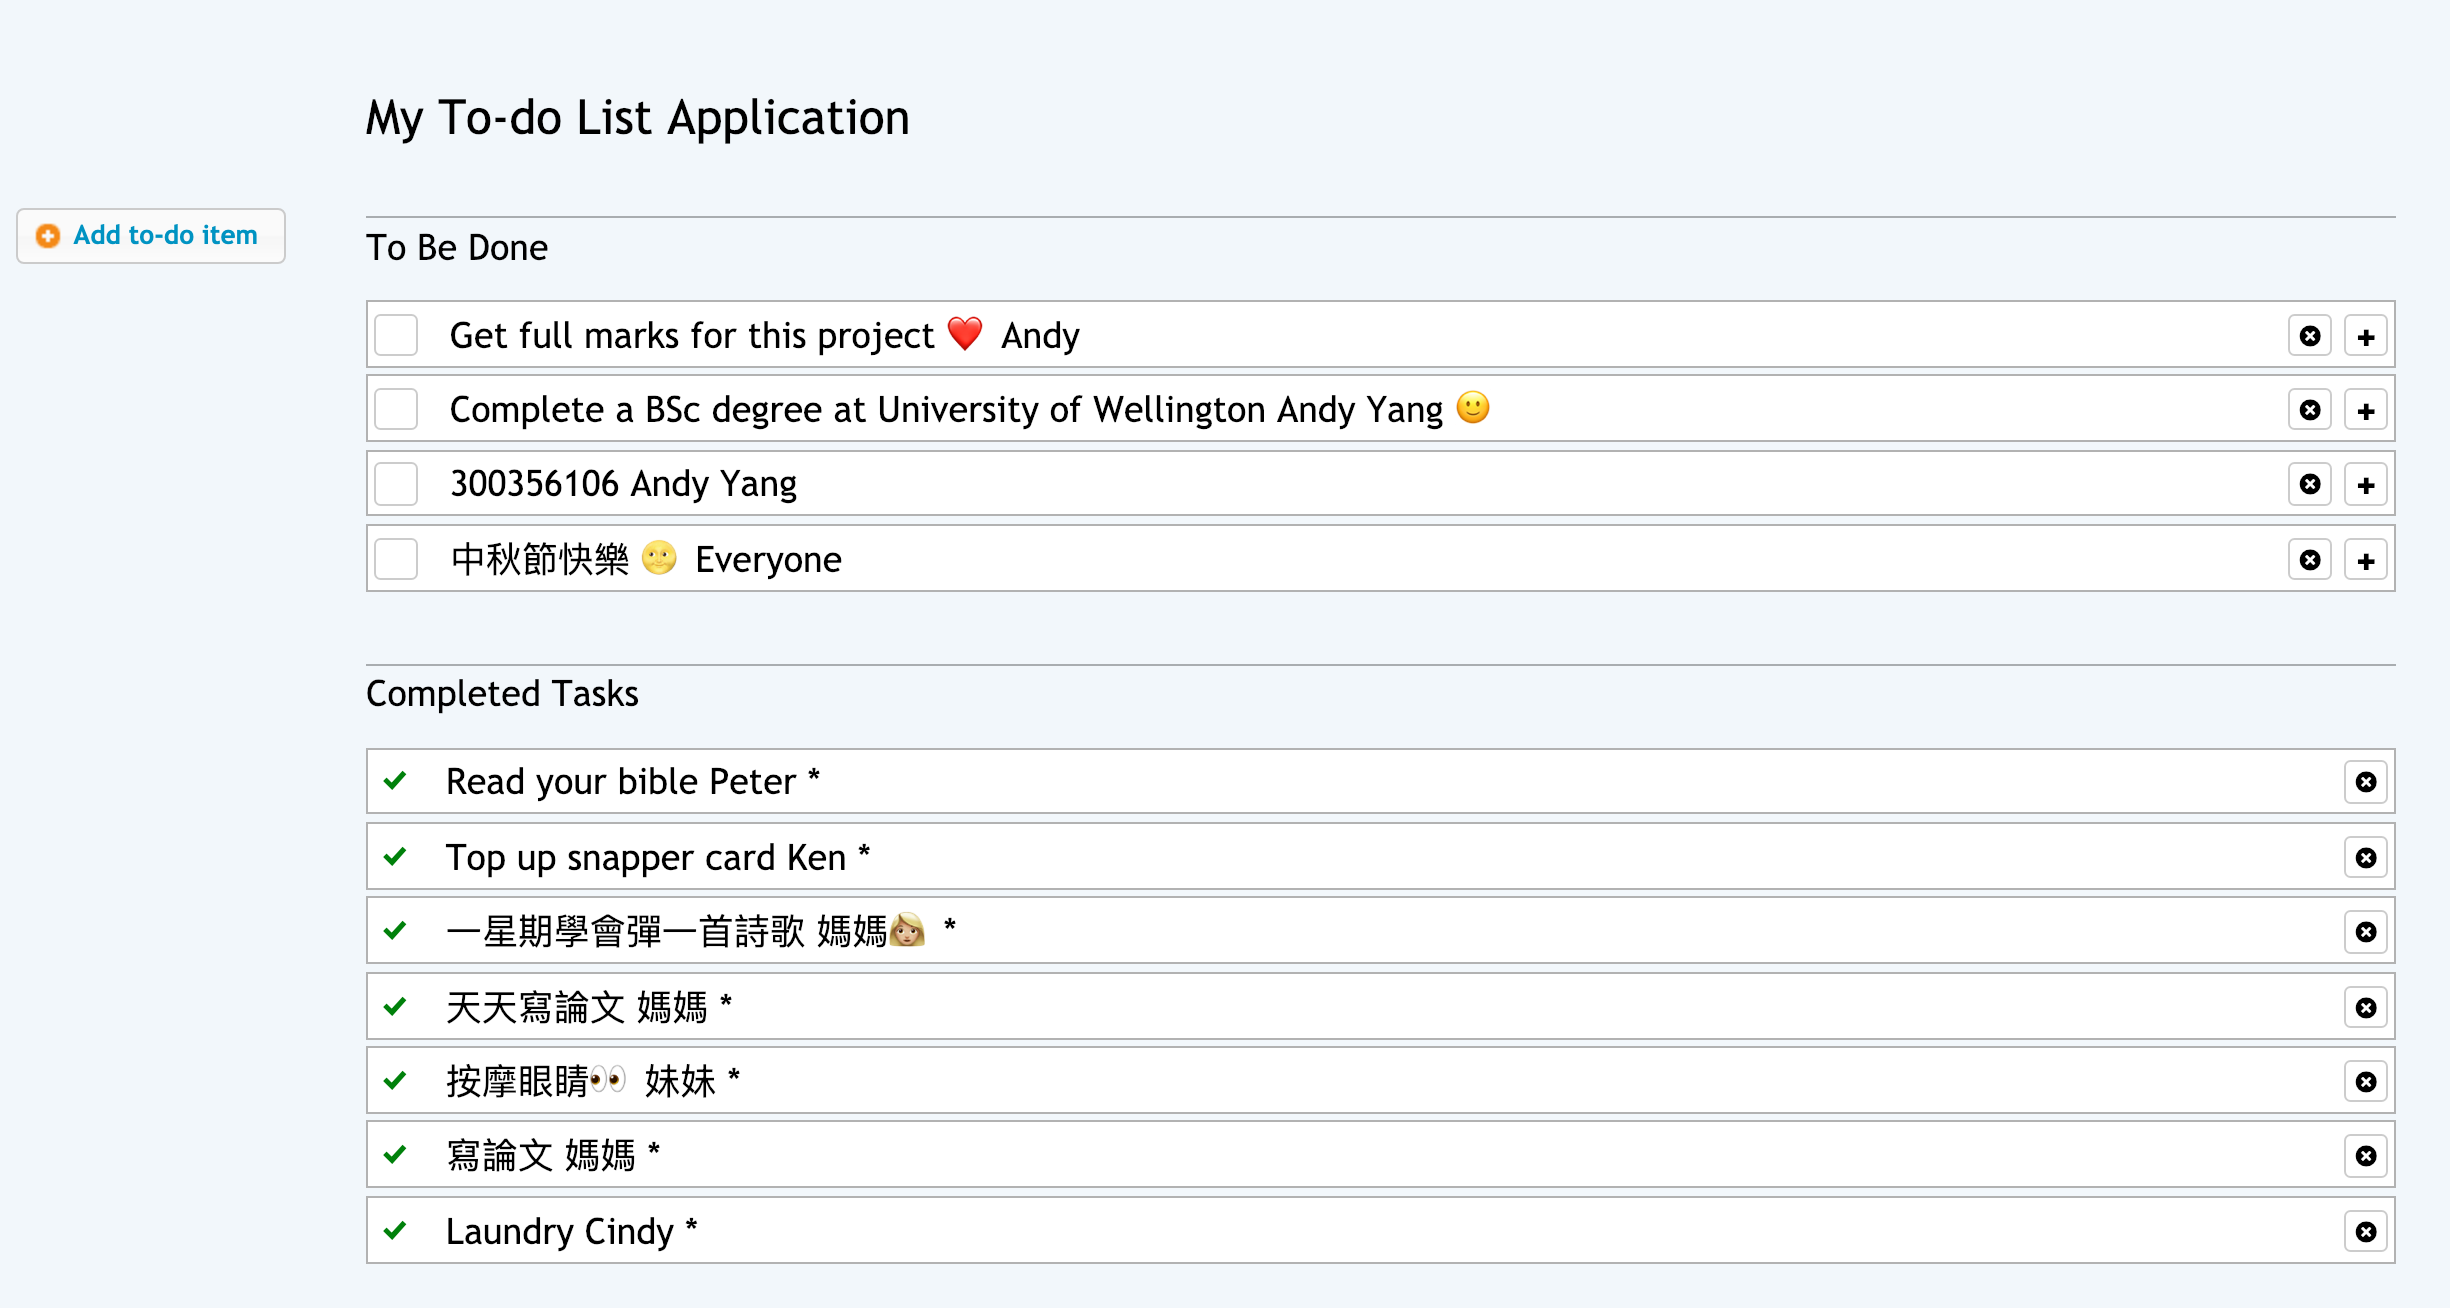 My To-do List Application
Add to-do item
To Be Done
Get full marks for this project ❤️ Andy
Complete a BSc degree at University of Wellington Andy Yang 🙂
300356106 Andy Yang
中秋節快樂 🌝 Everyone
Completed Tasks
Read your bible Peter *
Top up snapper card Ken *
一星期學會彈一首詩歌 媽媽👩🏼 *
天天寫論文 媽媽 *
按摩眼睛👀 妹妹 *
寫論文 媽媽 *
Laundry Cindy *